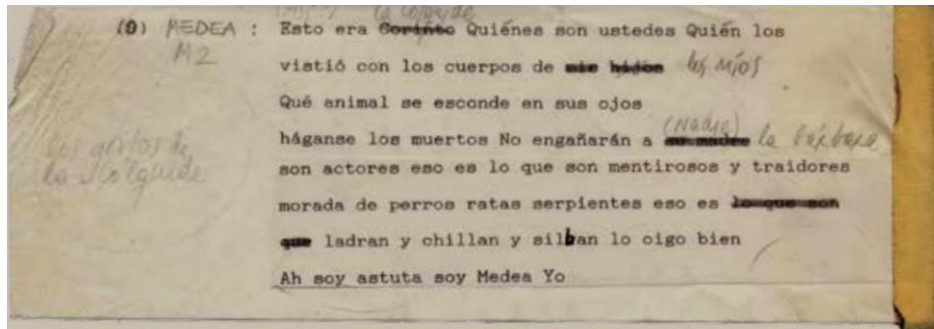 la Cólquide
(9) MEDEA : Esto era Corinto Quiénes son ustedes Quién los
M2
vistió con los cuerpos de mis hijos los míos
Qué animal se esconde en sus ojos
(Nadie)
háganse los muertos No engañarán a su madre la bárbara
los gritos de
la Cólquide
son actores eso es lo que son mentirosos y traidores
morada de perros ratas serpientes eso es lo que son
que ladran y chillan y silban lo oigo bien
Ah soy astuta soy Medea Yo